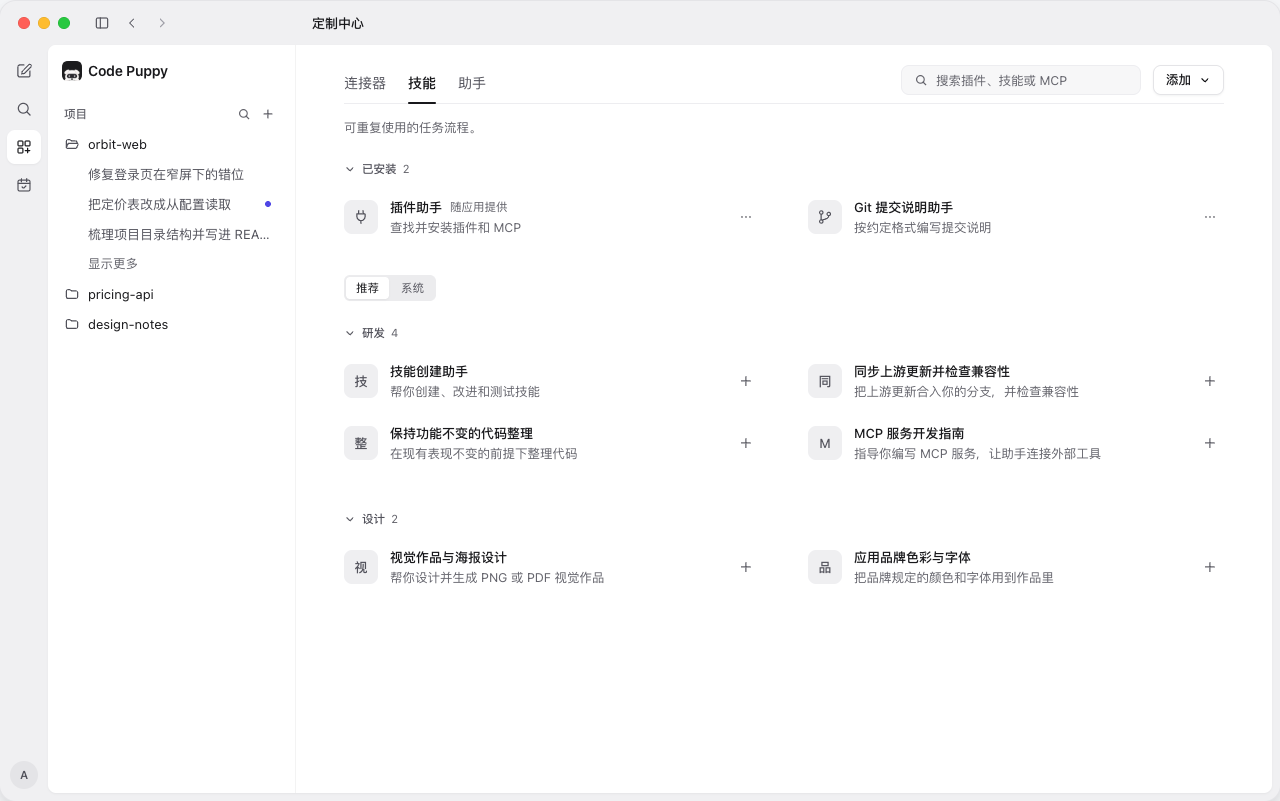 定制中心
Code Puppy
项目
orbit-web
修复登录页在窄屏下的错位
把定价表改成从配置读取
梳理项目目录结构并写进 REA...
显示更多
pricing-api
design-notes
A
连接器 技能 助手
搜索插件、技能或 MCP
添加
可重复使用的任务流程。
已安装 2
插件助手 随应用提供
查找并安装插件和 MCP
Git 提交说明助手
按约定格式编写提交说明
推荐 系统
研发 4
技
技能创建助手
帮你创建、改进和测试技能
同
同步上游更新并检查兼容性
把上游更新合入你的分支，并检查兼容性
整
保持功能不变的代码整理
在现有表现不变的前提下整理代码
M
MCP 服务开发指南
指导你编写 MCP 服务，让助手连接外部工具
设计 2
视
视觉作品与海报设计
帮你设计并生成 PNG 或 PDF 视觉作品
品
应用品牌色彩与字体
把品牌规定的颜色和字体用到作品里